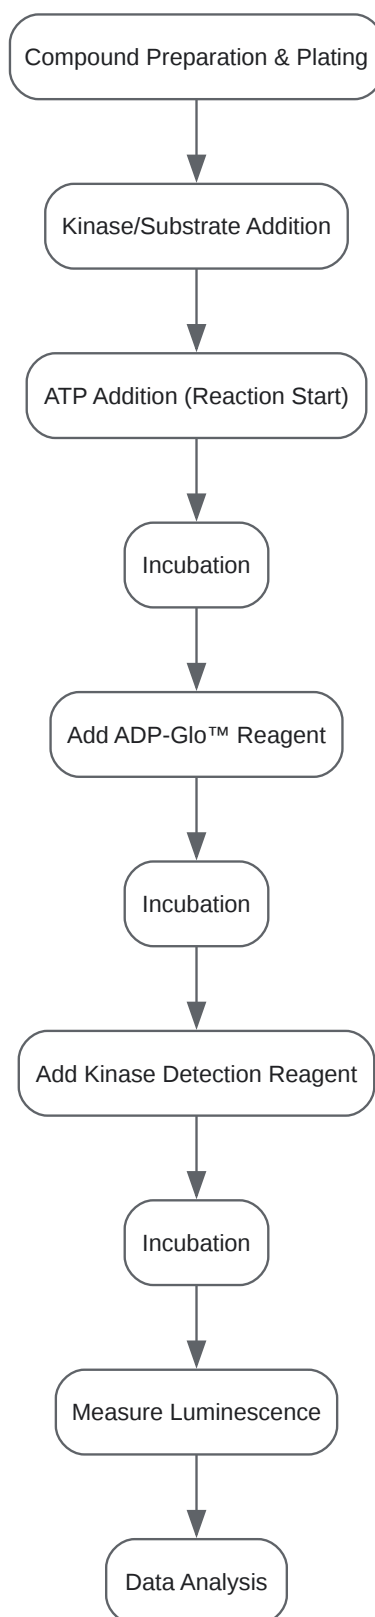 Compound Preparation & Plating
Kinase/Substrate Addition
ATP Addition (Reaction Start)
Incubation
Add ADP-Glo™ Reagent
Incubation
Add Kinase Detection Reagent
Incubation
Measure Luminescence
Data Analysis